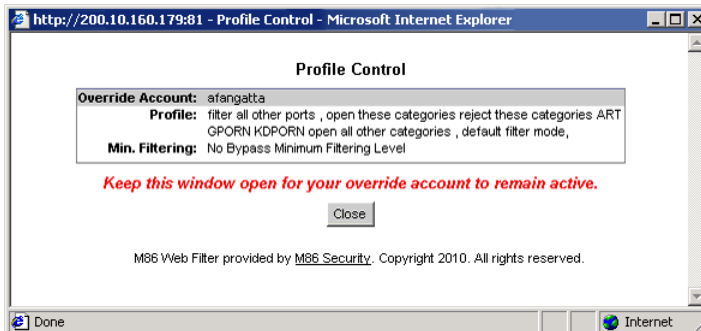 http://200.10.160.179:81 - Profile Control - Microsoft Internet Explorer
Profile Control
Override Account: afangatta
Profile: filter all other ports , open these categories reject these categories ART
GPORN KDPORN open all other categories , default filter mode,
Min. Filtering: No Bypass Minimum Filtering Level
Keep this window open for your override account to remain active.
Close
M86 Web Filter provided by M86 Security. Copyright 2010. All rights reserved.
Done
Internet